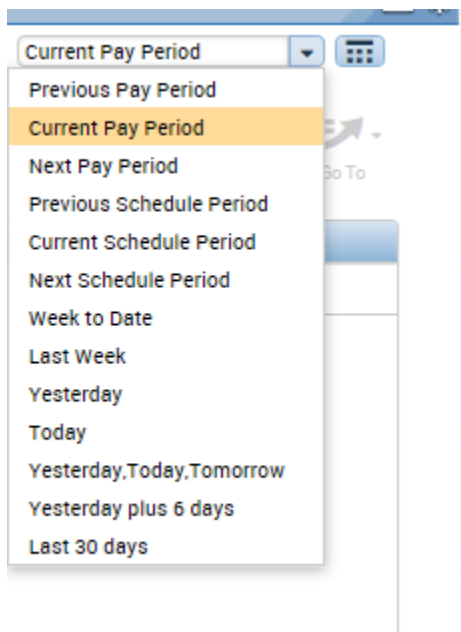 Current Pay Period
Previous Pay Period
Current Pay Period
Next Pay Period
Go To
Previous Schedule Period
Current Schedule Period
Next Schedule Period
Week to Date
Last Week
Yesterday
Today
Yesterday,Today,Tomorrow
Yesterday plus 6 days
Last 30 days